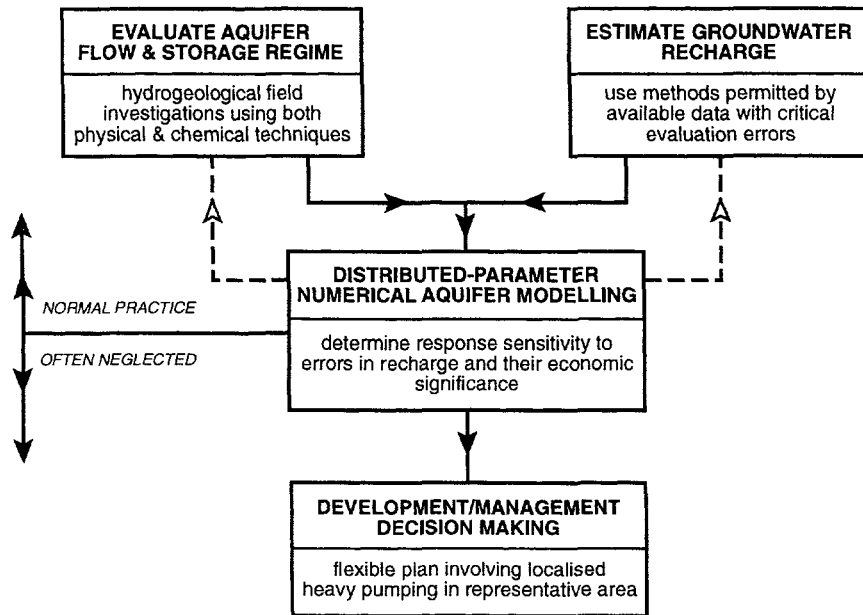 EVALUATE AQUIFER
FLOW & STORAGE REGIME
hydrogeological field
investigations using both
physical & chemical techniques
ESTIMATE GROUNDWATER
RECHARGE
use methods permitted by
available data with critical
evaluation errors
DISTRIBUTED-PARAMETER
NUMERICAL AQUIFER MODELLING
determine response sensitivity to
errors in recharge and their economic
significance
NORMAL PRACTICE
OFTEN NEGLECTED
DEVELOPMENT/MANAGEMENT
DECISION MAKING
flexible plan involving localised
heavy pumping in representative area